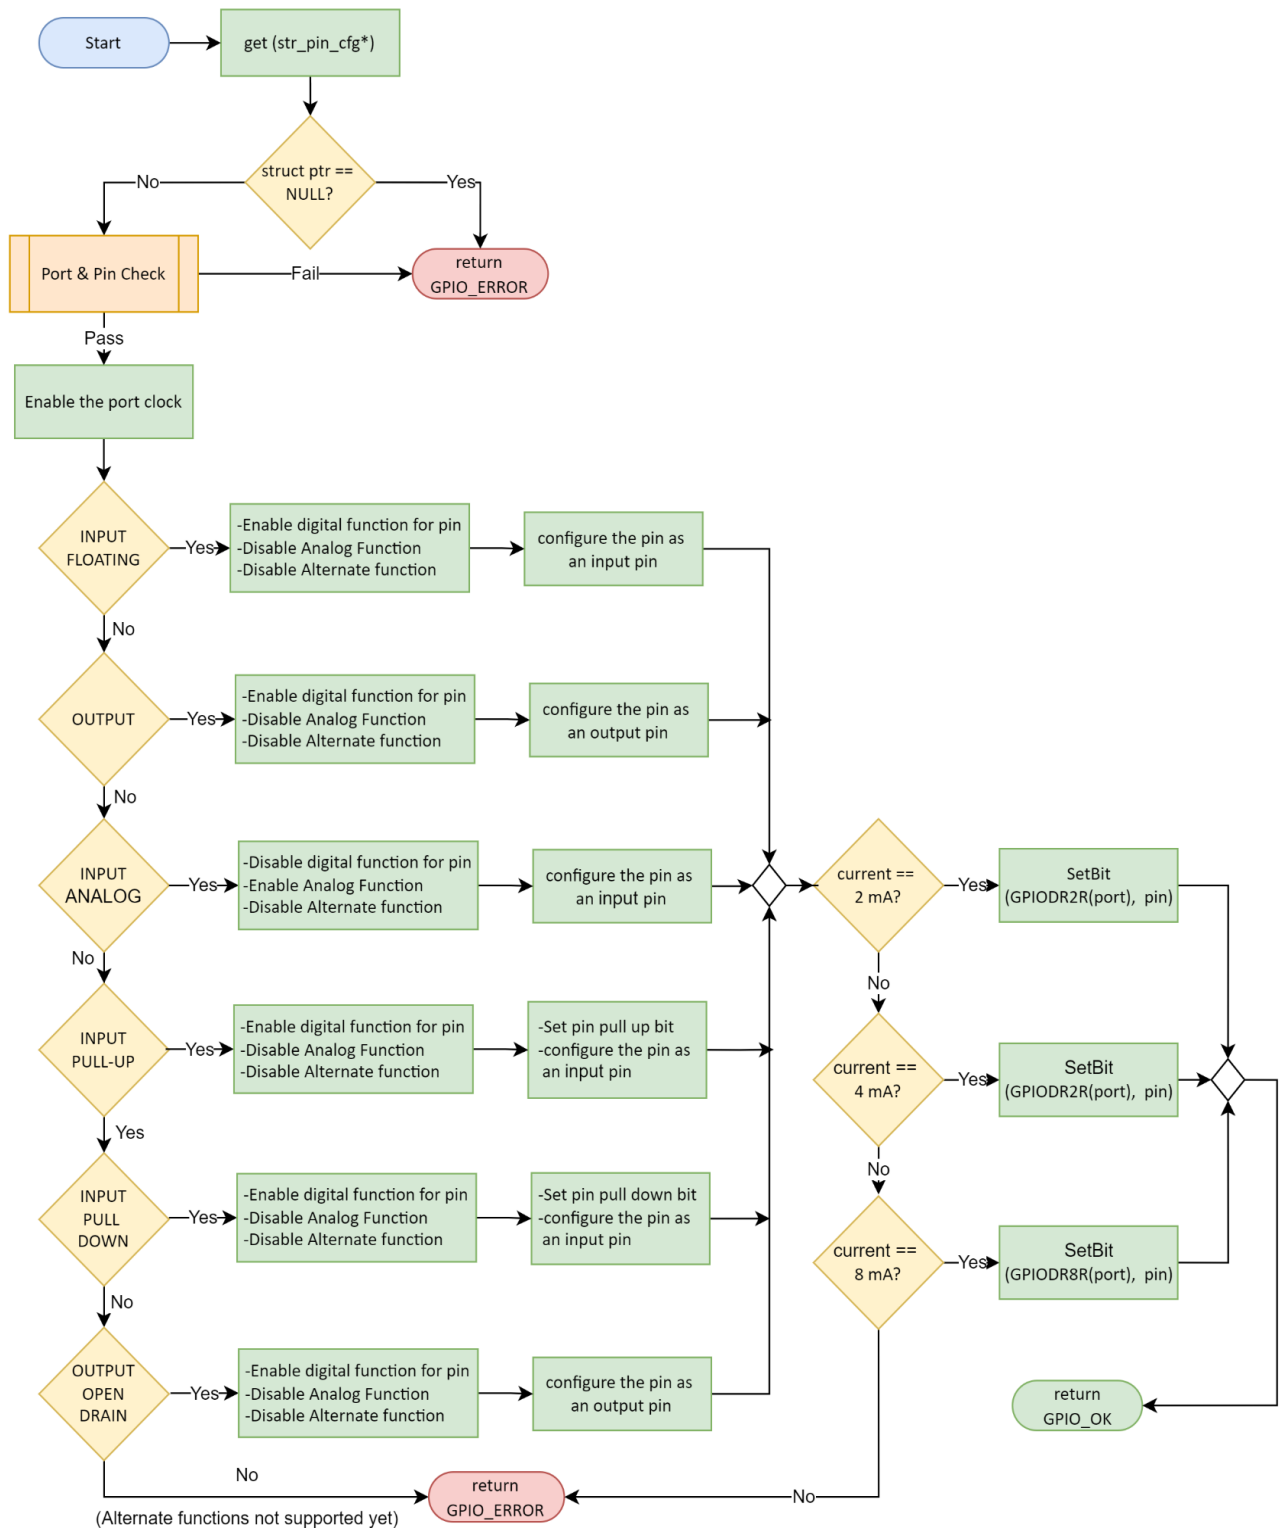 Start
get (str_pin_cfg*)
struct ptr ==
NULL?
No
Yes
Port & Pin Check
Fail
return
GPIO_ERROR
Pass
Enable the port clock
INPUT
FLOATING
Yes
-Enable digital function for pin
-Disable Analog Function
-Disable Alternate function
configure the pin as
an input pin
No
OUTPUT
Yes
-Enable digital function for pin
-Disable Analog Function
-Disable Alternate function
configure the pin as
an output pin
No
INPUT
ANALOG
Yes
-Disable digital function for pin
-Enable Analog Function
-Disable Alternate function
configure the pin as
an input pin
No
INPUT
PULL-UP
Yes
-Enable digital function for pin
-Disable Analog Function
-Disable Alternate function
-Set pin pull up bit
-configure the pin as
an input pin
Yes
INPUT
PULL
DOWN
Yes
-Enable digital function for pin
-Disable Analog Function
-Disable Alternate function
-Set pin pull down bit
-configure the pin as
an input pin
No
OUTPUT
OPEN
DRAIN
Yes
-Enable digital function for pin
-Disable Analog Function
-Disable Alternate function
configure the pin as
an output pin
No
(Alternate functions not supported yet)
return
GPIO_ERROR
current ==
2 mA?
Yes
SetBit
(GPIODR2R(port), pin)
No
current ==
4 mA?
Yes
SetBit
(GPIODR2R(port), pin)
No
current ==
8 mA?
Yes
SetBit
(GPIODR8R(port), pin)
No
return
GPIO_OK